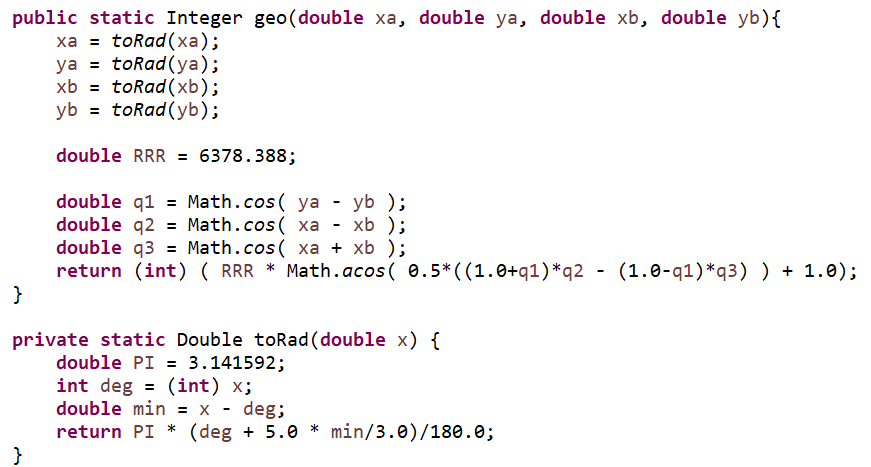 public static Integer geo(double xa, double ya, double xb, double yb){
    xa = toRad(xa);
    ya = toRad(ya);
    xb = toRad(xb);
    yb = toRad(yb);

    double RRR = 6378.388;

    double q1 = Math.cos( ya - yb );
    double q2 = Math.cos( xa - xb );
    double q3 = Math.cos( xa + xb );
    return (int) ( RRR * Math.acos( 0.5*((1.0+q1)*q2 - (1.0-q1)*q3) ) + 1.0);
}

private static Double toRad(double x) {
    double PI = 3.141592;
    int deg = (int) x;
    double min = x - deg;
    return PI * (deg + 5.0 * min/3.0)/180.0;
}